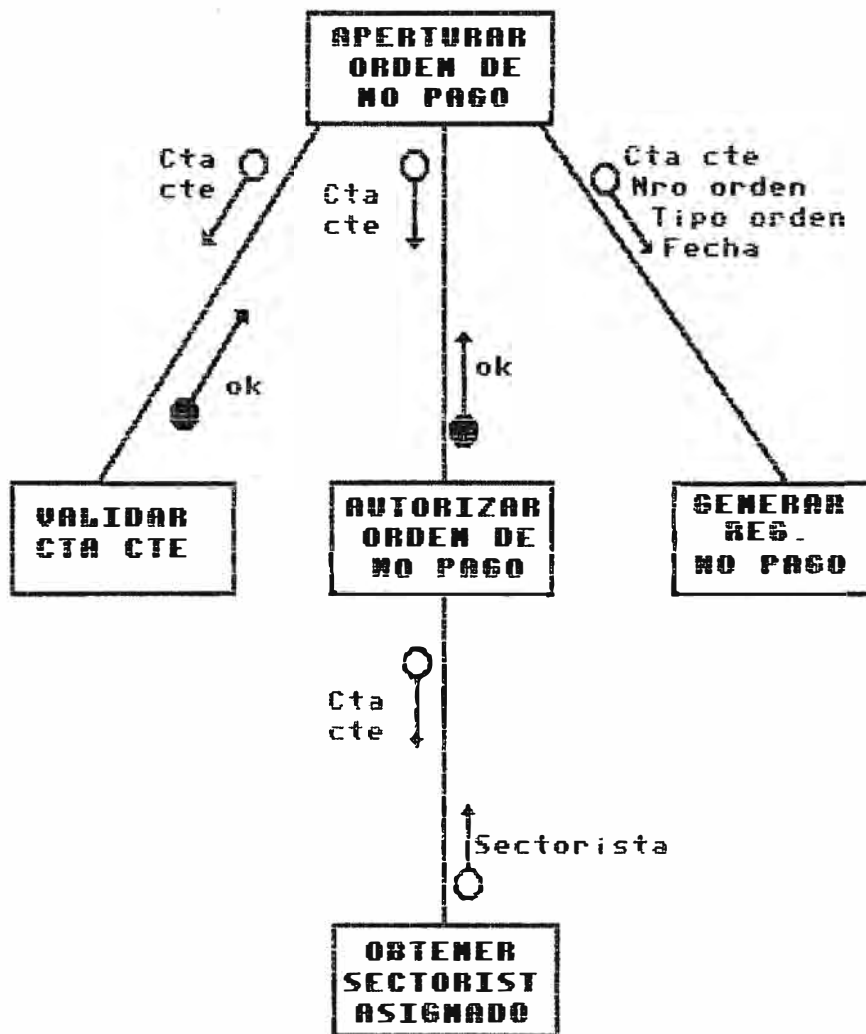 APERTURAR
ORDEN DE
NO PAGO
Cta
cte
Cta
cte
Cta cte
Nro orden
Tipo orden
Fecha
ok
ok
VALIDAR
CTA CTE
AUTORIZAR
ORDEN DE
NO PAGO
GENERAR
REG.
NO PAGO
Cta
cte
Sectorista
OBTENER
SECTORIST
ASIGNADO